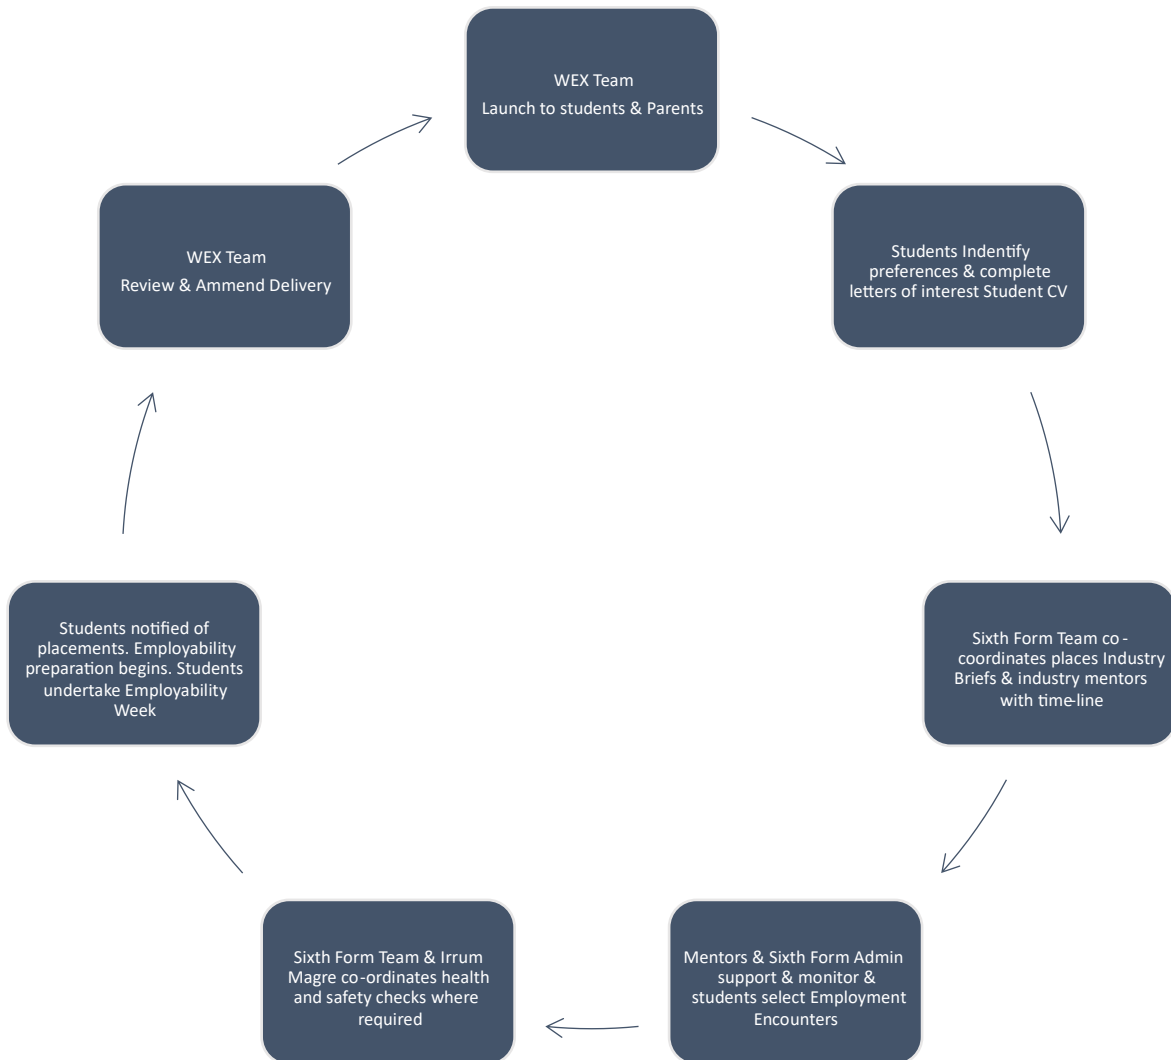 WEX Team
Launch to students & Parents
Students Indentify
preferences & complete
letters of interest Student CV
Sixth Form Team co -
coordinates places Industry
Briefs & industry mentors
with time-line
Mentors & Sixth Form Admin
support & monitor &
students select Employment
Encounters
Sixth Form Team & Irrum
Magre co-ordinates health
and safety checks where
required
Students notified of
placements. Employability
preparation begins. Students
undertake Employability
Week
WEX Team
Review & Ammend Delivery